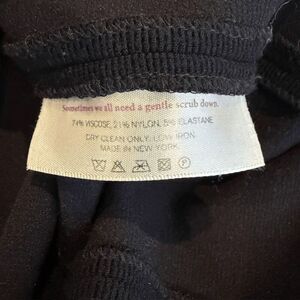 Sometimes we all need a gentle scrub down.
74% VISCOSE, 21% NYLON, 5% ELASTANE
DRY CLEAN ONLY, LOW IRON
MADE IN NEW YORK.